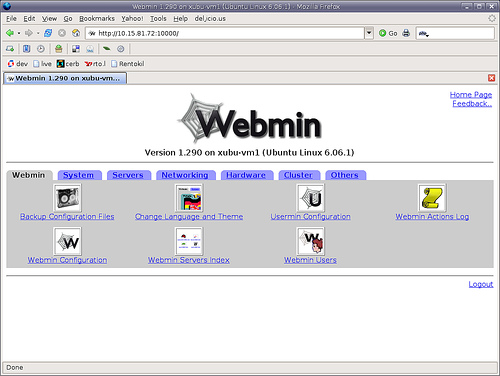 Webmin 1.290 on xubu-vm1 (Ubuntu Linux 6.06.1) - Mozilla Firefox
File Edit View Go Bookmarks Yahoo! Tools Help del.icio.us
http://10.15.81.72:10000/ Go
dev live cerb rto.l Rentokil
Webmin 1.290 on xubu-vm...
Home Page
Feedback..
Webmin
Version 1.290 on xubu-vm1 (Ubuntu Linux 6.06.1)
Webmin System Servers Networking Hardware Cluster Others
Backup Configuration Files Change Language and Theme Usermin Configuration Webmin Actions Log
Webmin Configuration Webmin Servers Index Webmin Users
Logout
Done